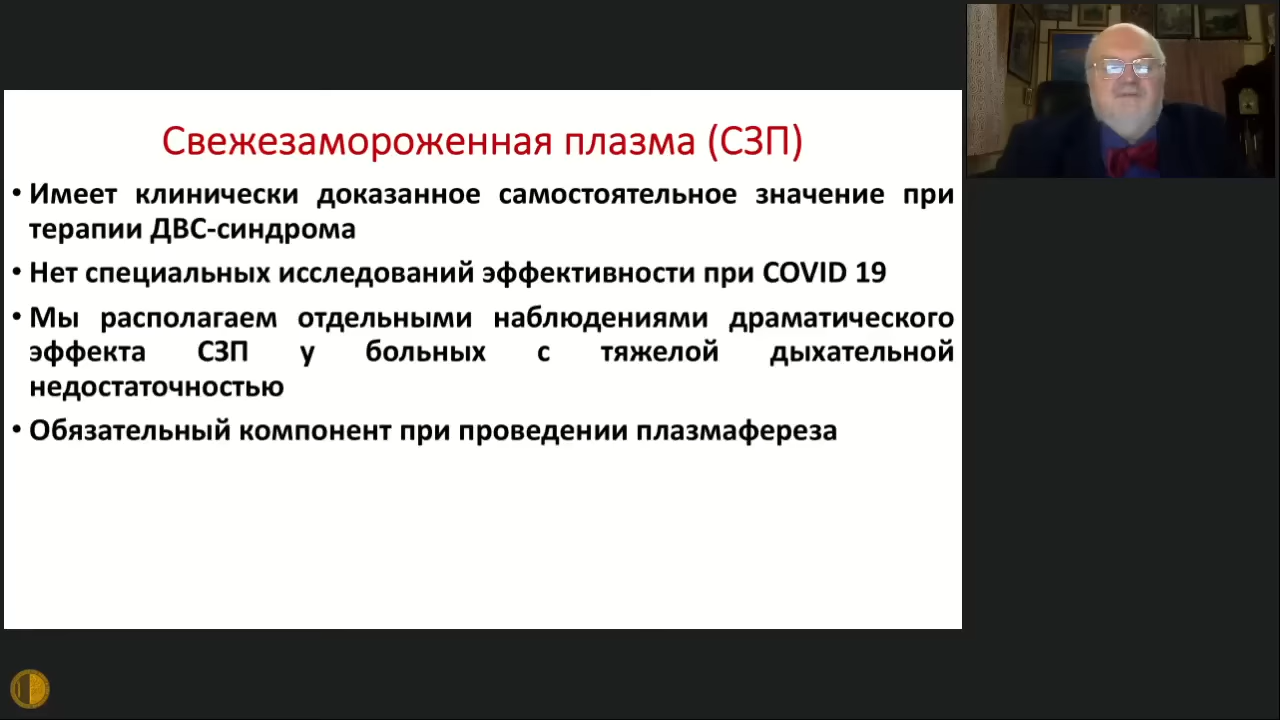 Свежезамороженная плазма (СЗП)
• Имеет клинически доказанное самостоятельное значение при
терапии ДВС-синдрома
• Нет специальных исследований эффективности при COVID 19
• Мы располагаем отдельными наблюдениями драматического
эффекта СЗП у больных с тяжелой дыхательной
недостаточностью
• Обязательный компонент при проведении плазмафереза